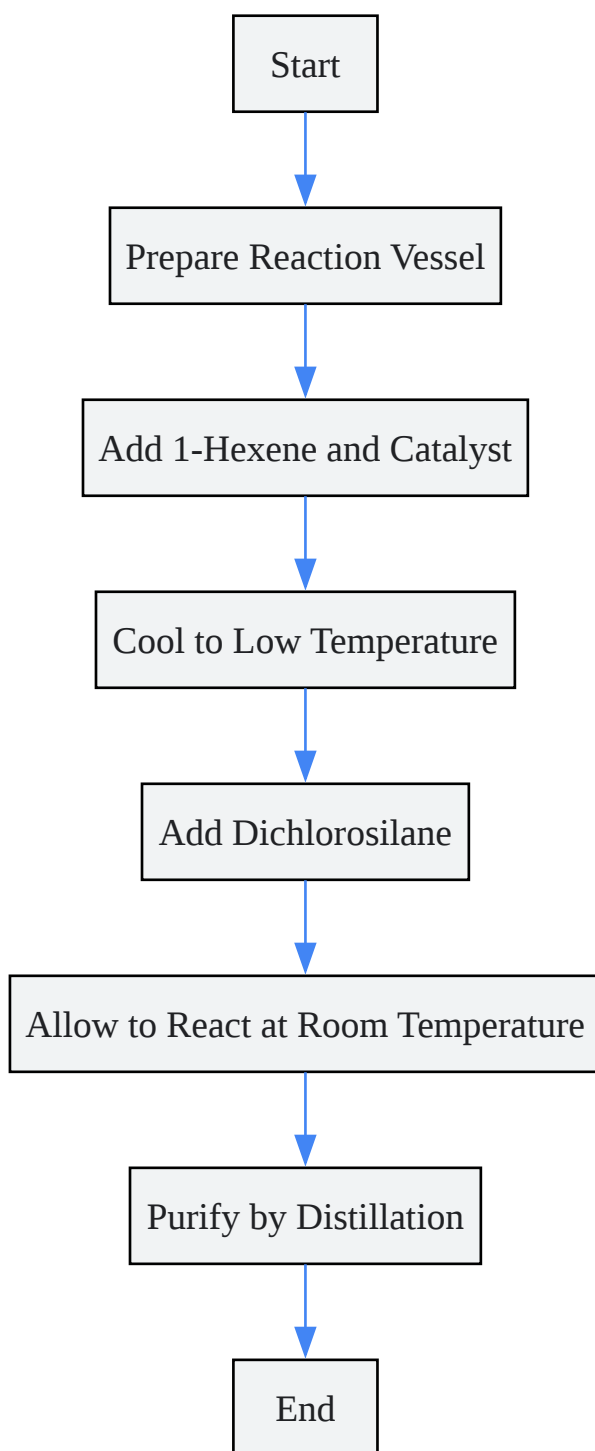 Start
Prepare Reaction Vessel
Add 1-Hexene and Catalyst
Cool to Low Temperature
Add Dichlorosilane
Allow to React at Room Temperature
Purify by Distillation
End